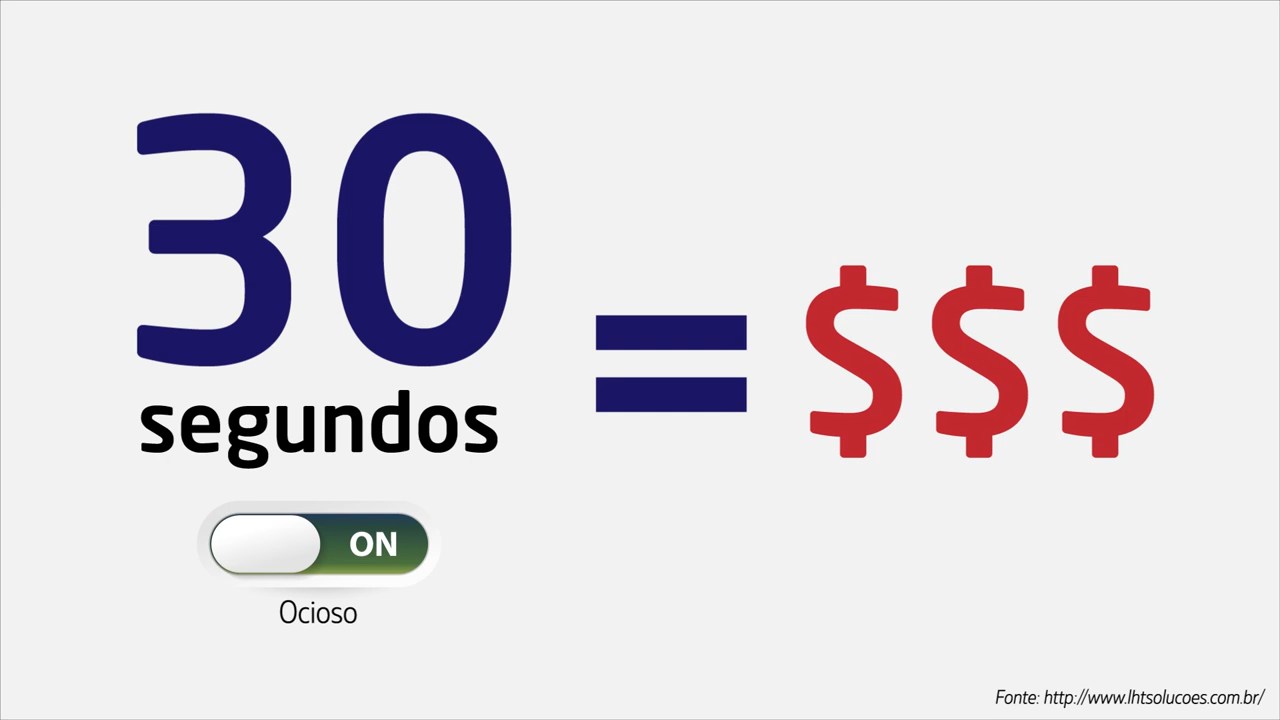 30
segundos
= $$$
ON
Ocioso
Fonte: http://www.lhtsolucoes.com.br/